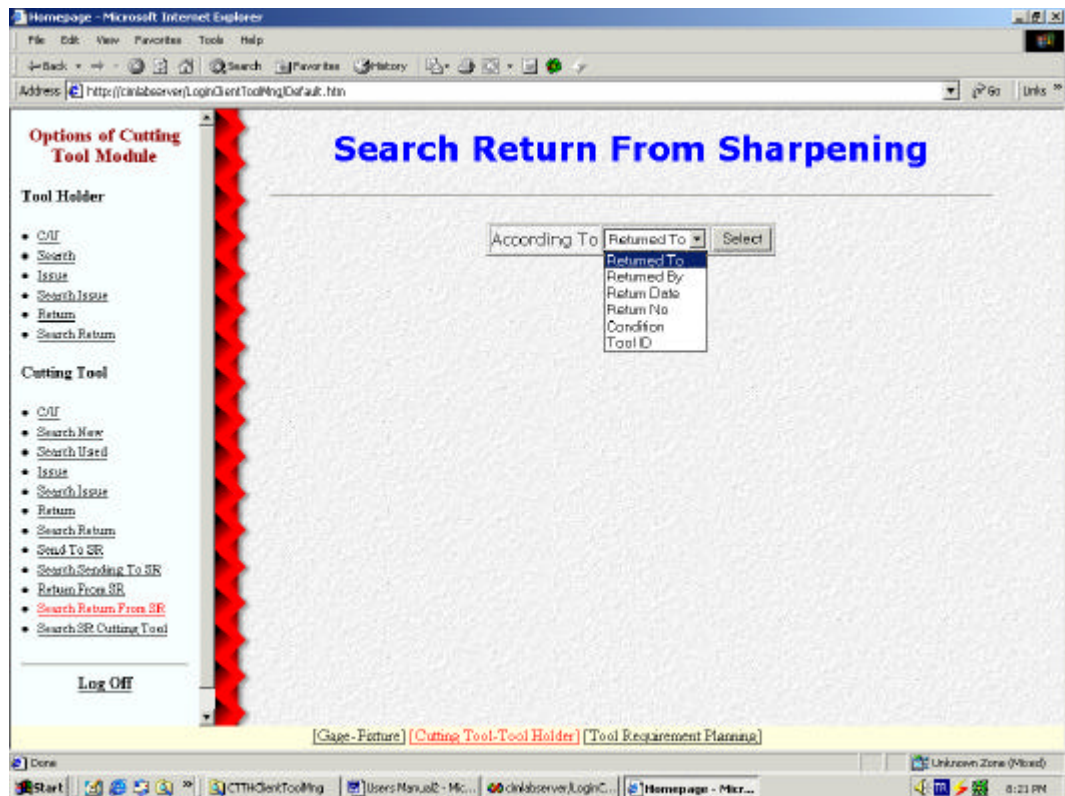 Homepage - Microsoft Internet Explorer
File Edit View Favorites Tools Help
Back Search Favorites History
Address http://cimlabserver/LoginClientToolMng/Default.htm Go Links »
Options of Cutting
Tool Module
Tool Holder
C/U
Search
Issue
Search Issue
Return
Search Return
Cutting Tool
C/U
Search New
Search Used
Issue
Search Issue
Return
Search Return
Send To SR
Search Sending To SR
Return From SR
Search Return From SR
Search SR Cutting Tool
Log Off
Search Return From Sharpening
According To Returned To Select
Returned To
Returned By
Return Date
Return No
Condition
Tool ID
[Gage-Fixture] [Cutting Tool-Tool Holder] [Tool Requirement Planning]
Done Unknown Zone (Mixed)
Start » CTTHClientToolMng Users Manual2 - Mic... cimlabserver/LoginC... Homepage - Micr... 8:21 PM